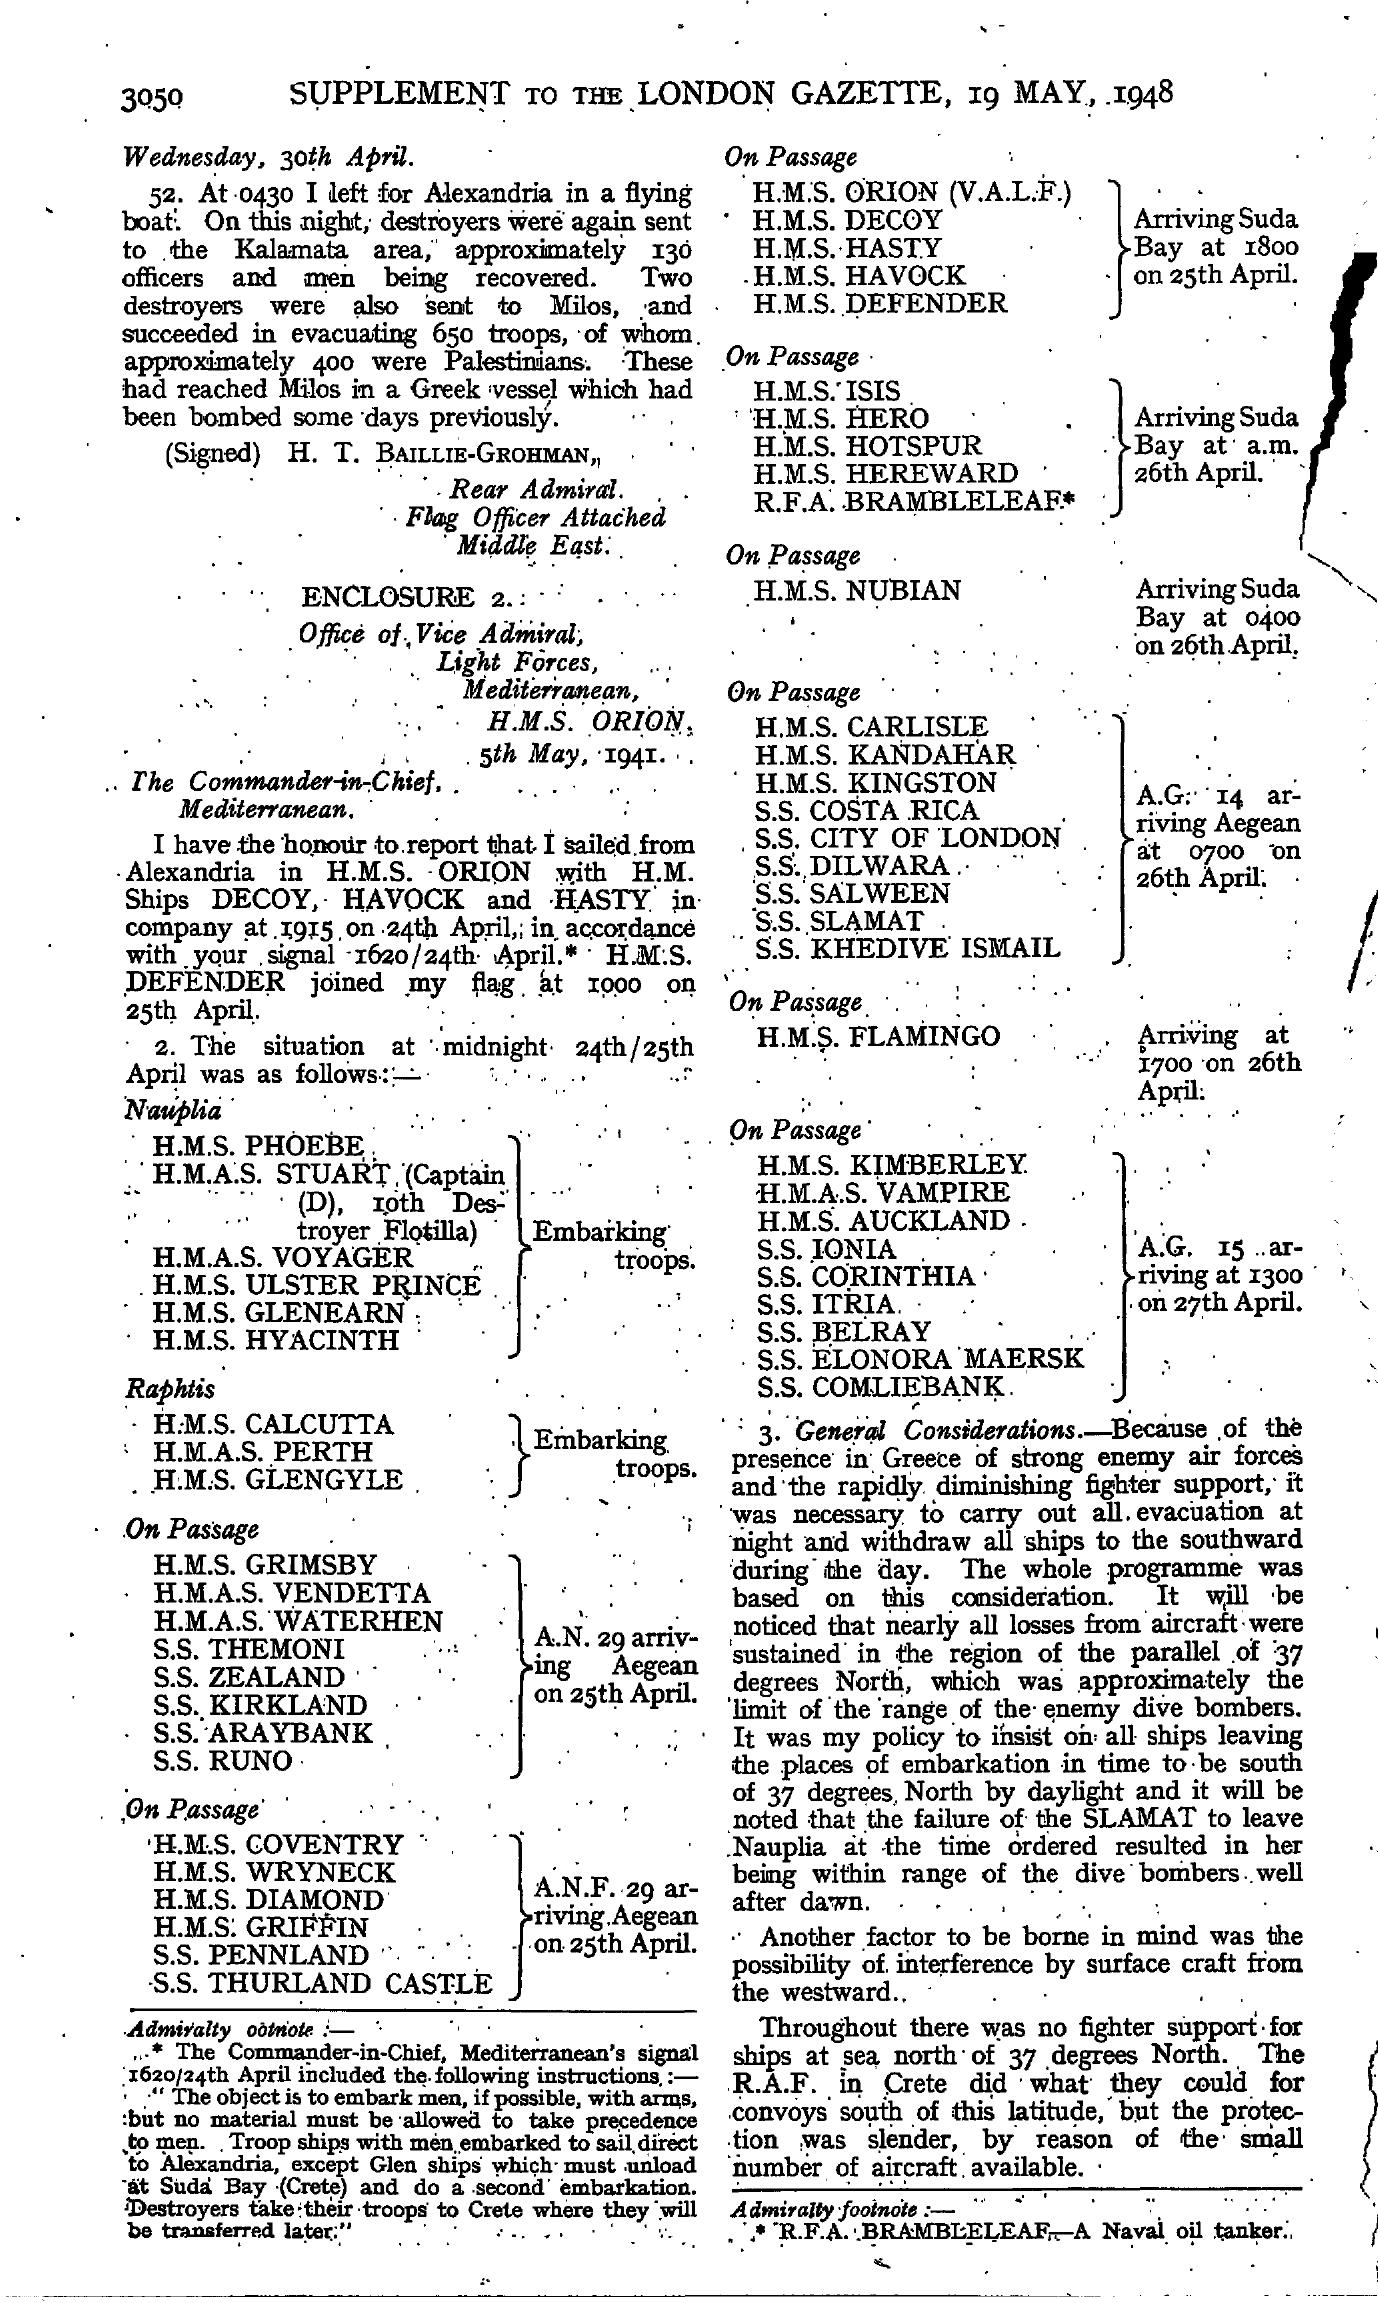 3050 SUPPLEMENT TO THE LONDON GAZETTE, 19 MAY, 1948
Wednesday, 30th April.
52. At 0430 I left for Alexandria in a flying
boat. On this night, destroyers were again sent
to the Kalamata area, approximately 130
officers and men being recovered. Two
destroyers were also sent to Milos, and
succeeded in evacuating 650 troops, of whom
approximately 400 were Palestinians. These
had reached Milos in a Greek vessel which had
been bombed some days previously.
(Signed) H. T. BAILLIE-GROHMAN,
Rear Admiral.
Flag Officer Attached
Middle East.
ENCLOSURE 2.
Office of Vice Admiral,
Light Forces,
Mediterranean,
H.M.S. ORION,
5th May, 1941.
The Commander-in-Chief,
Mediterranean.
I have the honour to report that I sailed from
Alexandria in H.M.S. ORION with H.M.
Ships DECOY, HAVOCK and HASTY in
company at 1915 on 24th April, in accordance
with your signal 1620/24th April.* H.M.S.
DEFENDER joined my flag at 1000 on
25th April.
2. The situation at midnight 24th/25th
April was as follows:—
Nauplia
H.M.S. PHOEBE
H.M.A.S. STUART (Captain
(D), 10th Des-
troyer Flotilla)
H.M.A.S. VOYAGER
H.M.S. ULSTER PRINCE
H.M.S. GLENEARN
H.M.S. HYACINTH
Embarking
troops.
Raphtis
H.M.S. CALCUTTA
H.M.A.S. PERTH
H.M.S. GLENGYLE
Embarking
troops.
On Passage
H.M.S. GRIMSBY
H.M.A.S. VENDETTA
H.M.A.S. WATERHEN
S.S. THEMONI
S.S. ZEALAND
S.S. KIRKLAND
S.S. ARAYBANK
S.S. RUNO
A.N. 29 arriv-
ing Aegean
on 25th April.
On Passage
H.M.S. COVENTRY
H.M.S. WRYNECK
H.M.S. DIAMOND
H.M.S. GRIFFIN
S.S. PENNLAND
S.S. THURLAND CASTLE
A.N.F. 29 ar-
riving Aegean
on 25th April.
Admiralty ootnote :—
* The Commander-in-Chief, Mediterranean's signal
1620/24th April included the following instructions :—
" The object is to embark men, if possible, with arms,
but no material must be allowed to take precedence
to men. Troop ships with men embarked to sail direct
to Alexandria, except Glen ships which must unload
at Suda Bay (Crete) and do a second embarkation.
Destroyers take their troops to Crete where they will
be transferred later."
On Passage
H.M.S. ORION (V.A.L.F.)
H.M.S. DECOY
H.M.S. HASTY
H.M.S. HAVOCK
H.M.S. DEFENDER
Arriving Suda
Bay at 1800
on 25th April.
On Passage
H.M.S. ISIS
H.M.S. HERO
H.M.S. HOTSPUR
H.M.S. HEREWARD
R.F.A. BRAMBLELEAF*
Arriving Suda
Bay at a.m.
26th April.
On Passage
H.M.S. NUBIAN
Arriving Suda
Bay at 0400
on 26th April.
On Passage
H.M.S. CARLISLE
H.M.S. KANDAHAR
H.M.S. KINGSTON
S.S. COSTA RICA
S.S. CITY OF LONDON
S.S. DILWARA
S.S. SALWEEN
S.S. SLAMAT
S.S. KHEDIVE ISMAIL
A.G. 14 ar-
riving Aegean
at 0700 on
26th April.
On Passage
H.M.S. FLAMINGO
Arriving at
1700 on 26th
April.
On Passage
H.M.S. KIMBERLEY
H.M.A.S. VAMPIRE
H.M.S. AUCKLAND
S.S. IONIA
S.S. CORINTHIA
S.S. ITRIA
S.S. BELRAY
S.S. ELONORA MAERSK
S.S. COMLIEBANK
A.G. 15 ar-
riving at 1300
on 27th April.
3. General Considerations.—Because of the
presence in Greece of strong enemy air forces
and the rapidly diminishing fighter support, it
was necessary to carry out all evacuation at
night and withdraw all ships to the southward
during the day. The whole programme was
based on this consideration. It will be
noticed that nearly all losses from aircraft were
sustained in the region of the parallel of 37
degrees North, which was approximately the
limit of the range of the enemy dive bombers.
It was my policy to insist on all ships leaving
the places of embarkation in time to be south
of 37 degrees North by daylight and it will be
noted that the failure of the SLAMAT to leave
Nauplia at the time ordered resulted in her
being within range of the dive bombers well
after dawn.
Another factor to be borne in mind was the
possibility of interference by surface craft from
the westward.
Throughout there was no fighter support for
ships at sea north of 37 degrees North. The
R.A.F. in Crete did what they could for
convoys south of this latitude, but the protec-
tion was slender, by reason of the small
number of aircraft available.
Admiralty footnote :—
* R.F.A. BRAMBLELEAF—A Naval oil tanker.